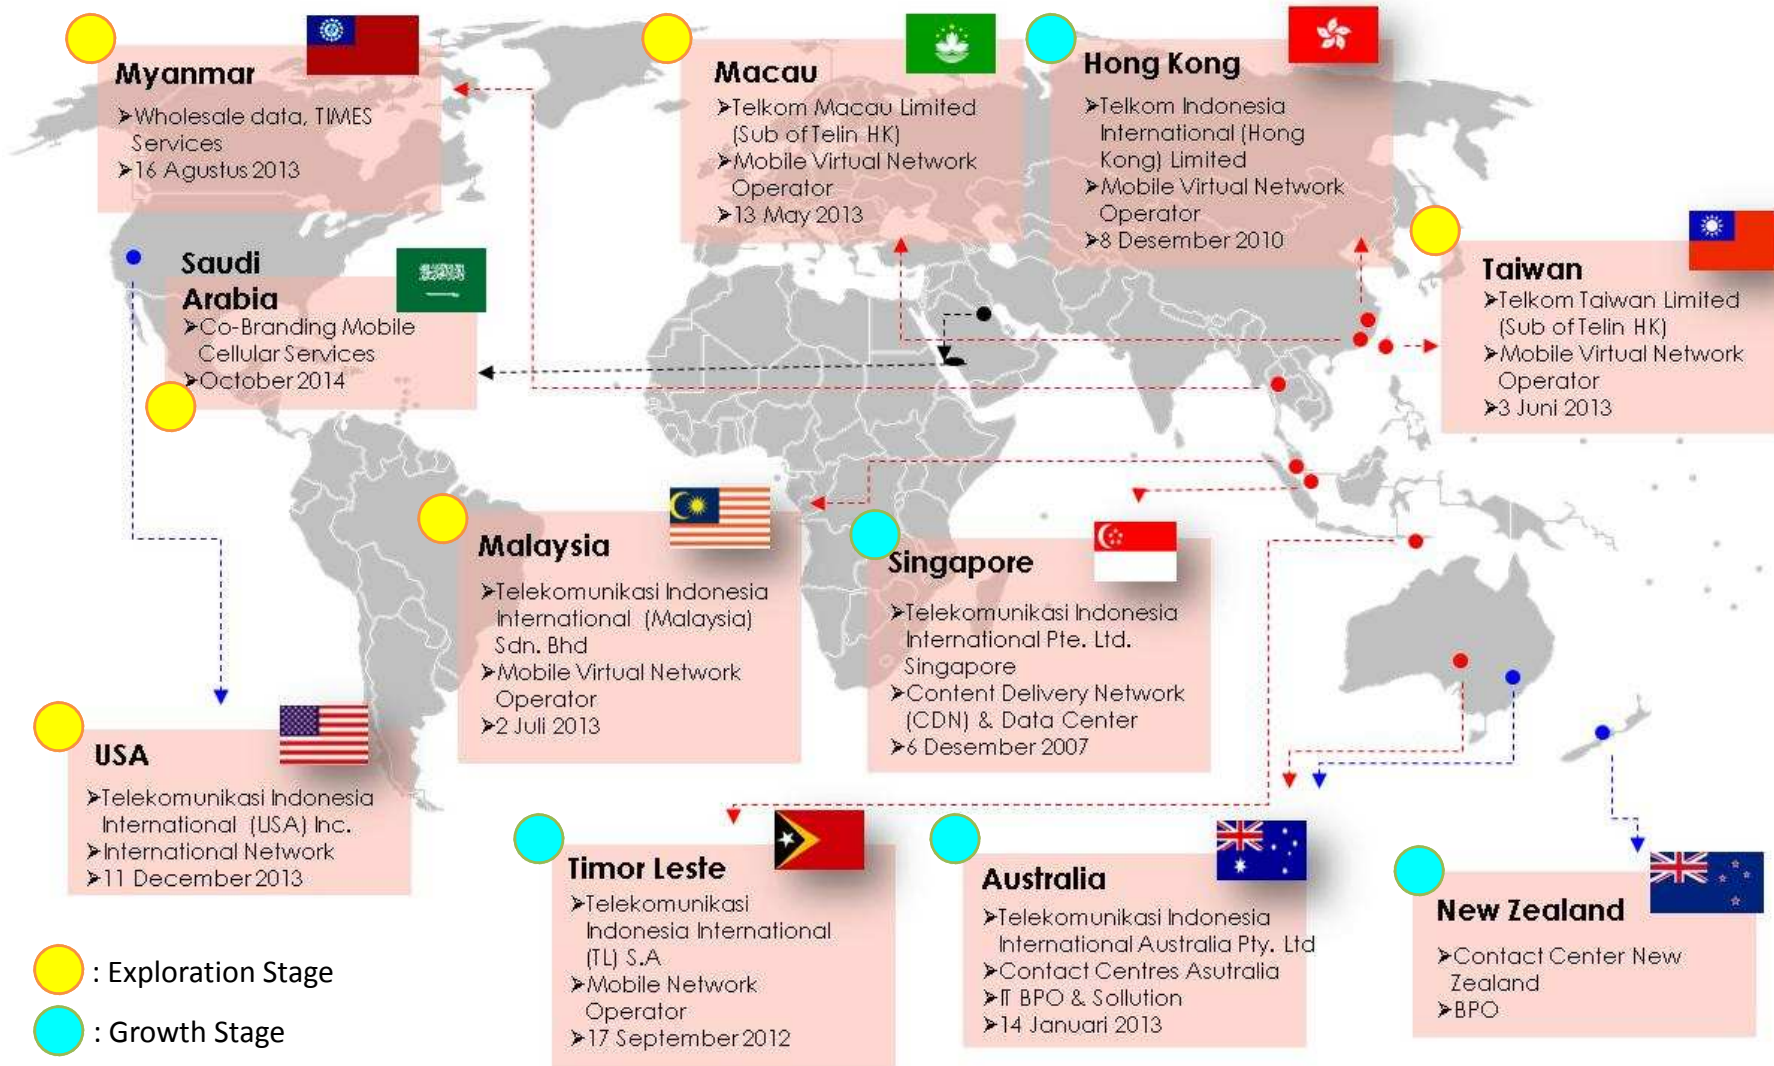 Myanmar
➤Wholesale data, TIMES
Services
➤16 Agustus 2013
Macau
➤Telkom Macau Limited
(Sub of Telin HK)
➤Mobile Virtual Network
Operator
➤13 May 2013
Hong Kong
➤Telkom Indonesia
International (Hong
Kong) Limited
➤Mobile Virtual Network
Operator
➤8 Desember 2010
Taiwan
➤Telkom Taiwan Limited
(Sub of Telin HK)
➤Mobile Virtual Network
Operator
➤3 Juni 2013
Saudi
Arabia
➤Co-Branding Mobile
Cellular Services
➤October 2014
Malaysia
➤Telekomunikasi Indonesia
International (Malaysia)
Sdn. Bhd
➤Mobile Virtual Network
Operator
➤2 Juli 2013
Singapore
➤Telekomunikasi Indonesia
International Pte. Ltd.
Singapore
➤Content Delivery Network
(CDN) & Data Center
➤6 Desember 2007
USA
➤Telekomunikasi Indonesia
International (USA) Inc.
➤International Network
➤11 December 2013
Timor Leste
➤Telekomunikasi
Indonesia International
(TL) S.A
➤Mobile Network
Operator
➤17 September 2012
Australia
➤Telekomunikasi Indonesia
International Australia Pty. Ltd
➤Contact Centres Asutralia
➤IT BPO & Sollution
➤14 Januari 2013
New Zealand
➤Contact Center New
Zealand
➤BPO
: Exploration Stage
: Growth Stage